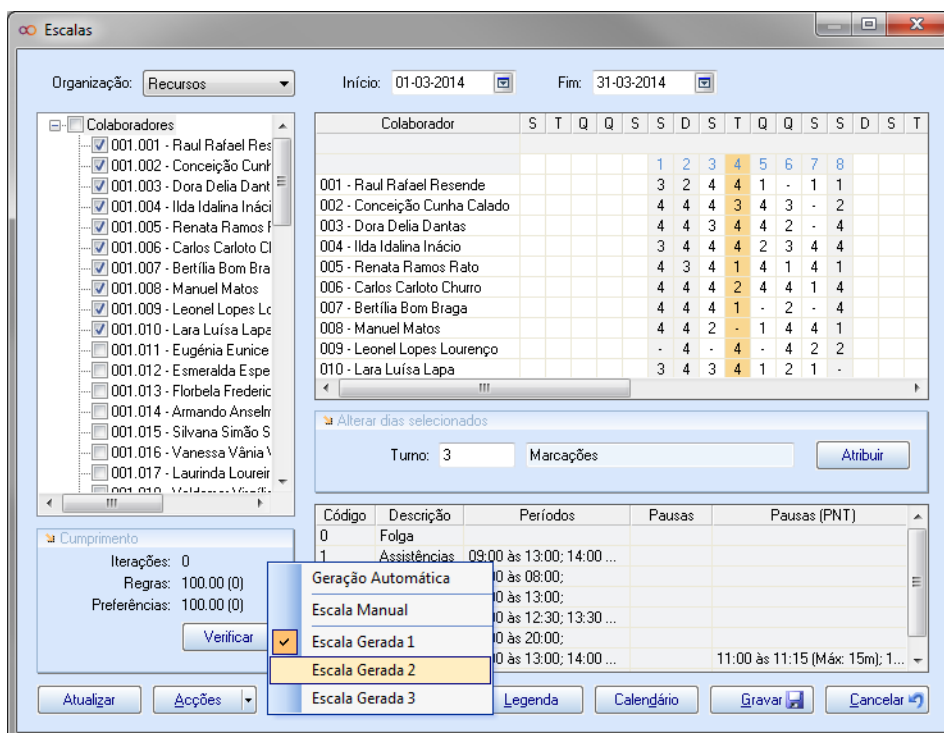 Escalas
Organização: Recursos Início: 01-03-2014 Fim: 31-03-2014
Colaboradores
001.001 - Raul Rafael Res
001.002 - Conceição Cunh
001.003 - Dora Delia Dant
001.004 - Ilda Idalina Ináci
001.005 - Renata Ramos
001.006 - Carlos Carloto
001.007 - Bertília Bom Bra
001.008 - Manuel Matos
001.009 - Leonel Lopes Lo
001.010 - Lara Luísa Lapa
001.011 - Eugénia Eunice
001.012 - Esmeralda Espe
001.013 - Florbela Frederic
001.014 - Armando Anselm
001.015 - Silvana Simão S
001.016 - Vanessa Vânia
001.017 - Laurinda Loureir
Colaborador S T Q Q S S D S T Q Q S S D S T
1 2 3 4 5 6 7 8
001 - Raul Rafael Resende 3 2 4 4 1 - 1 1
002 - Conceição Cunha Calado 4 4 4 3 4 3 - 2
003 - Dora Delia Dantas 4 4 3 4 4 2 - 4
004 - Ilda Idalina Inácio 3 4 4 4 2 3 4 4
005 - Renata Ramos Rato 4 3 4 1 4 1 4 1
006 - Carlos Carloto Churro 4 4 4 2 4 4 1 4
007 - Bertília Bom Braga 4 4 4 1 - 2 - 4
008 - Manuel Matos 4 4 2 - 1 4 4 1
009 - Leonel Lopes Lourenço - 4 - 4 - 4 2 2
010 - Lara Luísa Lapa 3 4 3 4 1 2 1 -
Alterar dias selecionados
Turno: 3 Marcações Atribuir
Código Descrição Períodos Pausas Pausas (PNT)
0 Folga
1 Assistências 09:00 às 13:00; 14:00 ...
às 08:00;
às 13:00;
às 12:30; 13:30 ...
às 20:00;
às 13:00; 14:00 ... 11:00 às 11:15 (Máx: 15m); 1...
Cumprimento
Iterações: 0
Regras: 100.00 (0)
Preferências: 100.00 (0)
Verificar
Geração Automática
Escala Manual
Escala Gerada 1
Escala Gerada 2
Escala Gerada 3
Atualizar Acções Legenda Calendário Gravar Cancelar